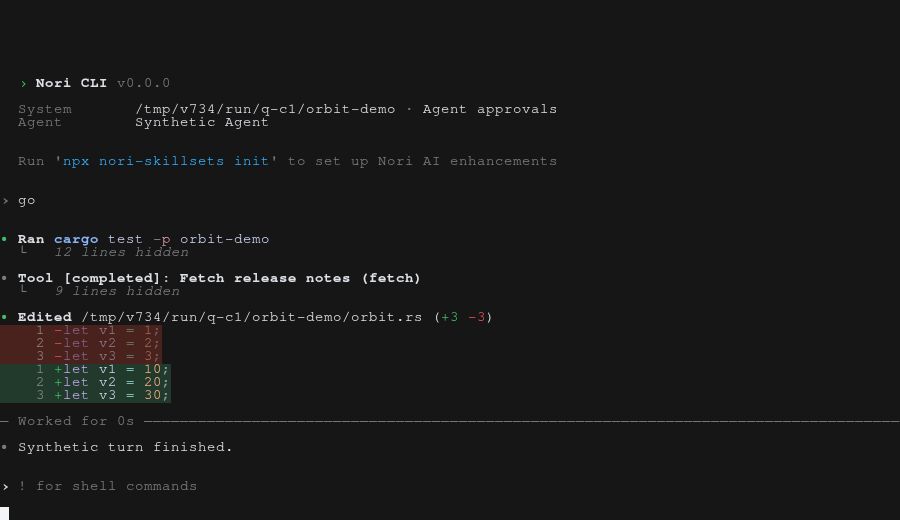 › Nori CLI v0.0.0
System /tmp/v734/run/q-c1/orbit-demo · Agent approvals
Agent Synthetic Agent
Run 'npx nori-skillsets init' to set up Nori AI enhancements
› go
• Ran cargo test -p orbit-demo
└ 12 lines hidden
• Tool [completed]: Fetch release notes (fetch)
└ 9 lines hidden
• Edited /tmp/v734/run/q-c1/orbit-demo/orbit.rs (+3 -3)
1 -let v1 = 1;
2 -let v2 = 2;
3 -let v3 = 3;
1 +let v1 = 10;
2 +let v2 = 20;
3 +let v3 = 30;
─ Worked for 0s ─
• Synthetic turn finished.
› ! for shell commands